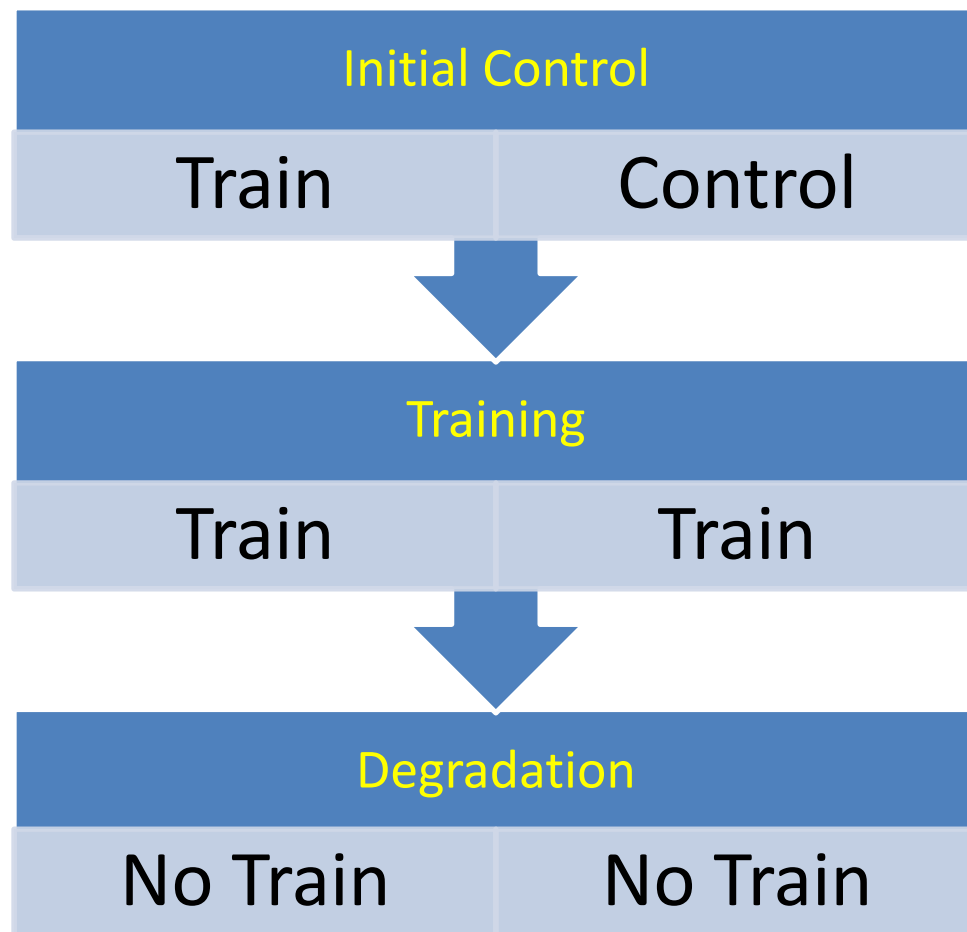 Initial Control
Train Control
Training
Train Train
Degradation
No Train No Train